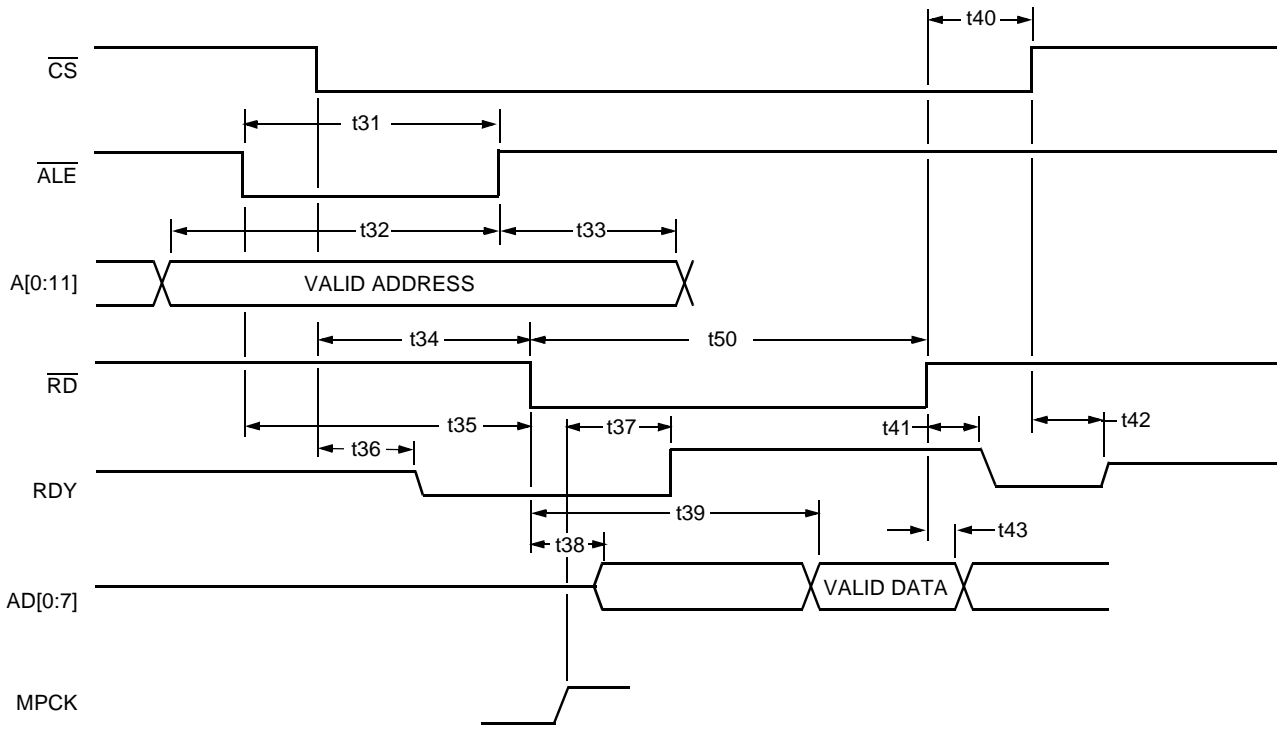 t40
CS
t31
ALE
t32
t33
A[0:11]
VALID ADDRESS
t34
t50
RD
t35
t37
t41
t42
t36
RDY
t39
t43
t38
AD[0:7]
VALID DATA
MPCK